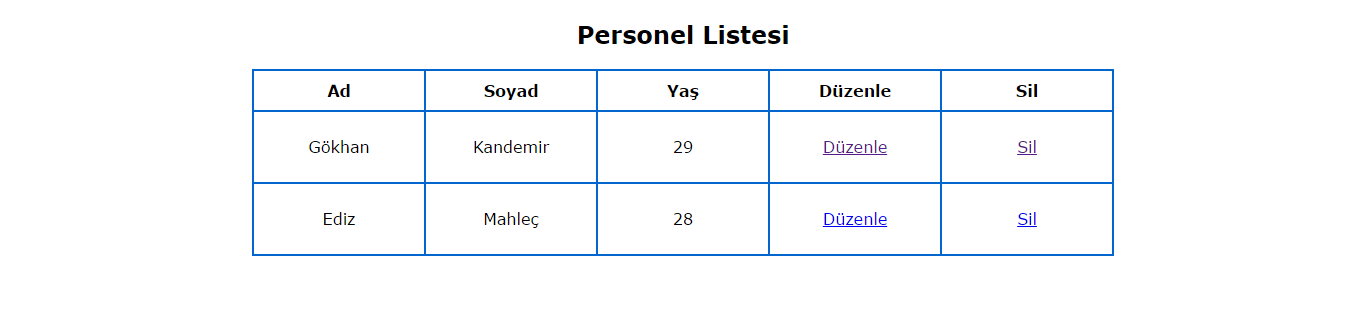 Personel Listesi
Ad Soyad Yaş Düzenle Sil
Gökhan Kandemir 29 Düzenle Sil
Ediz Mahleç 28 Düzenle Sil